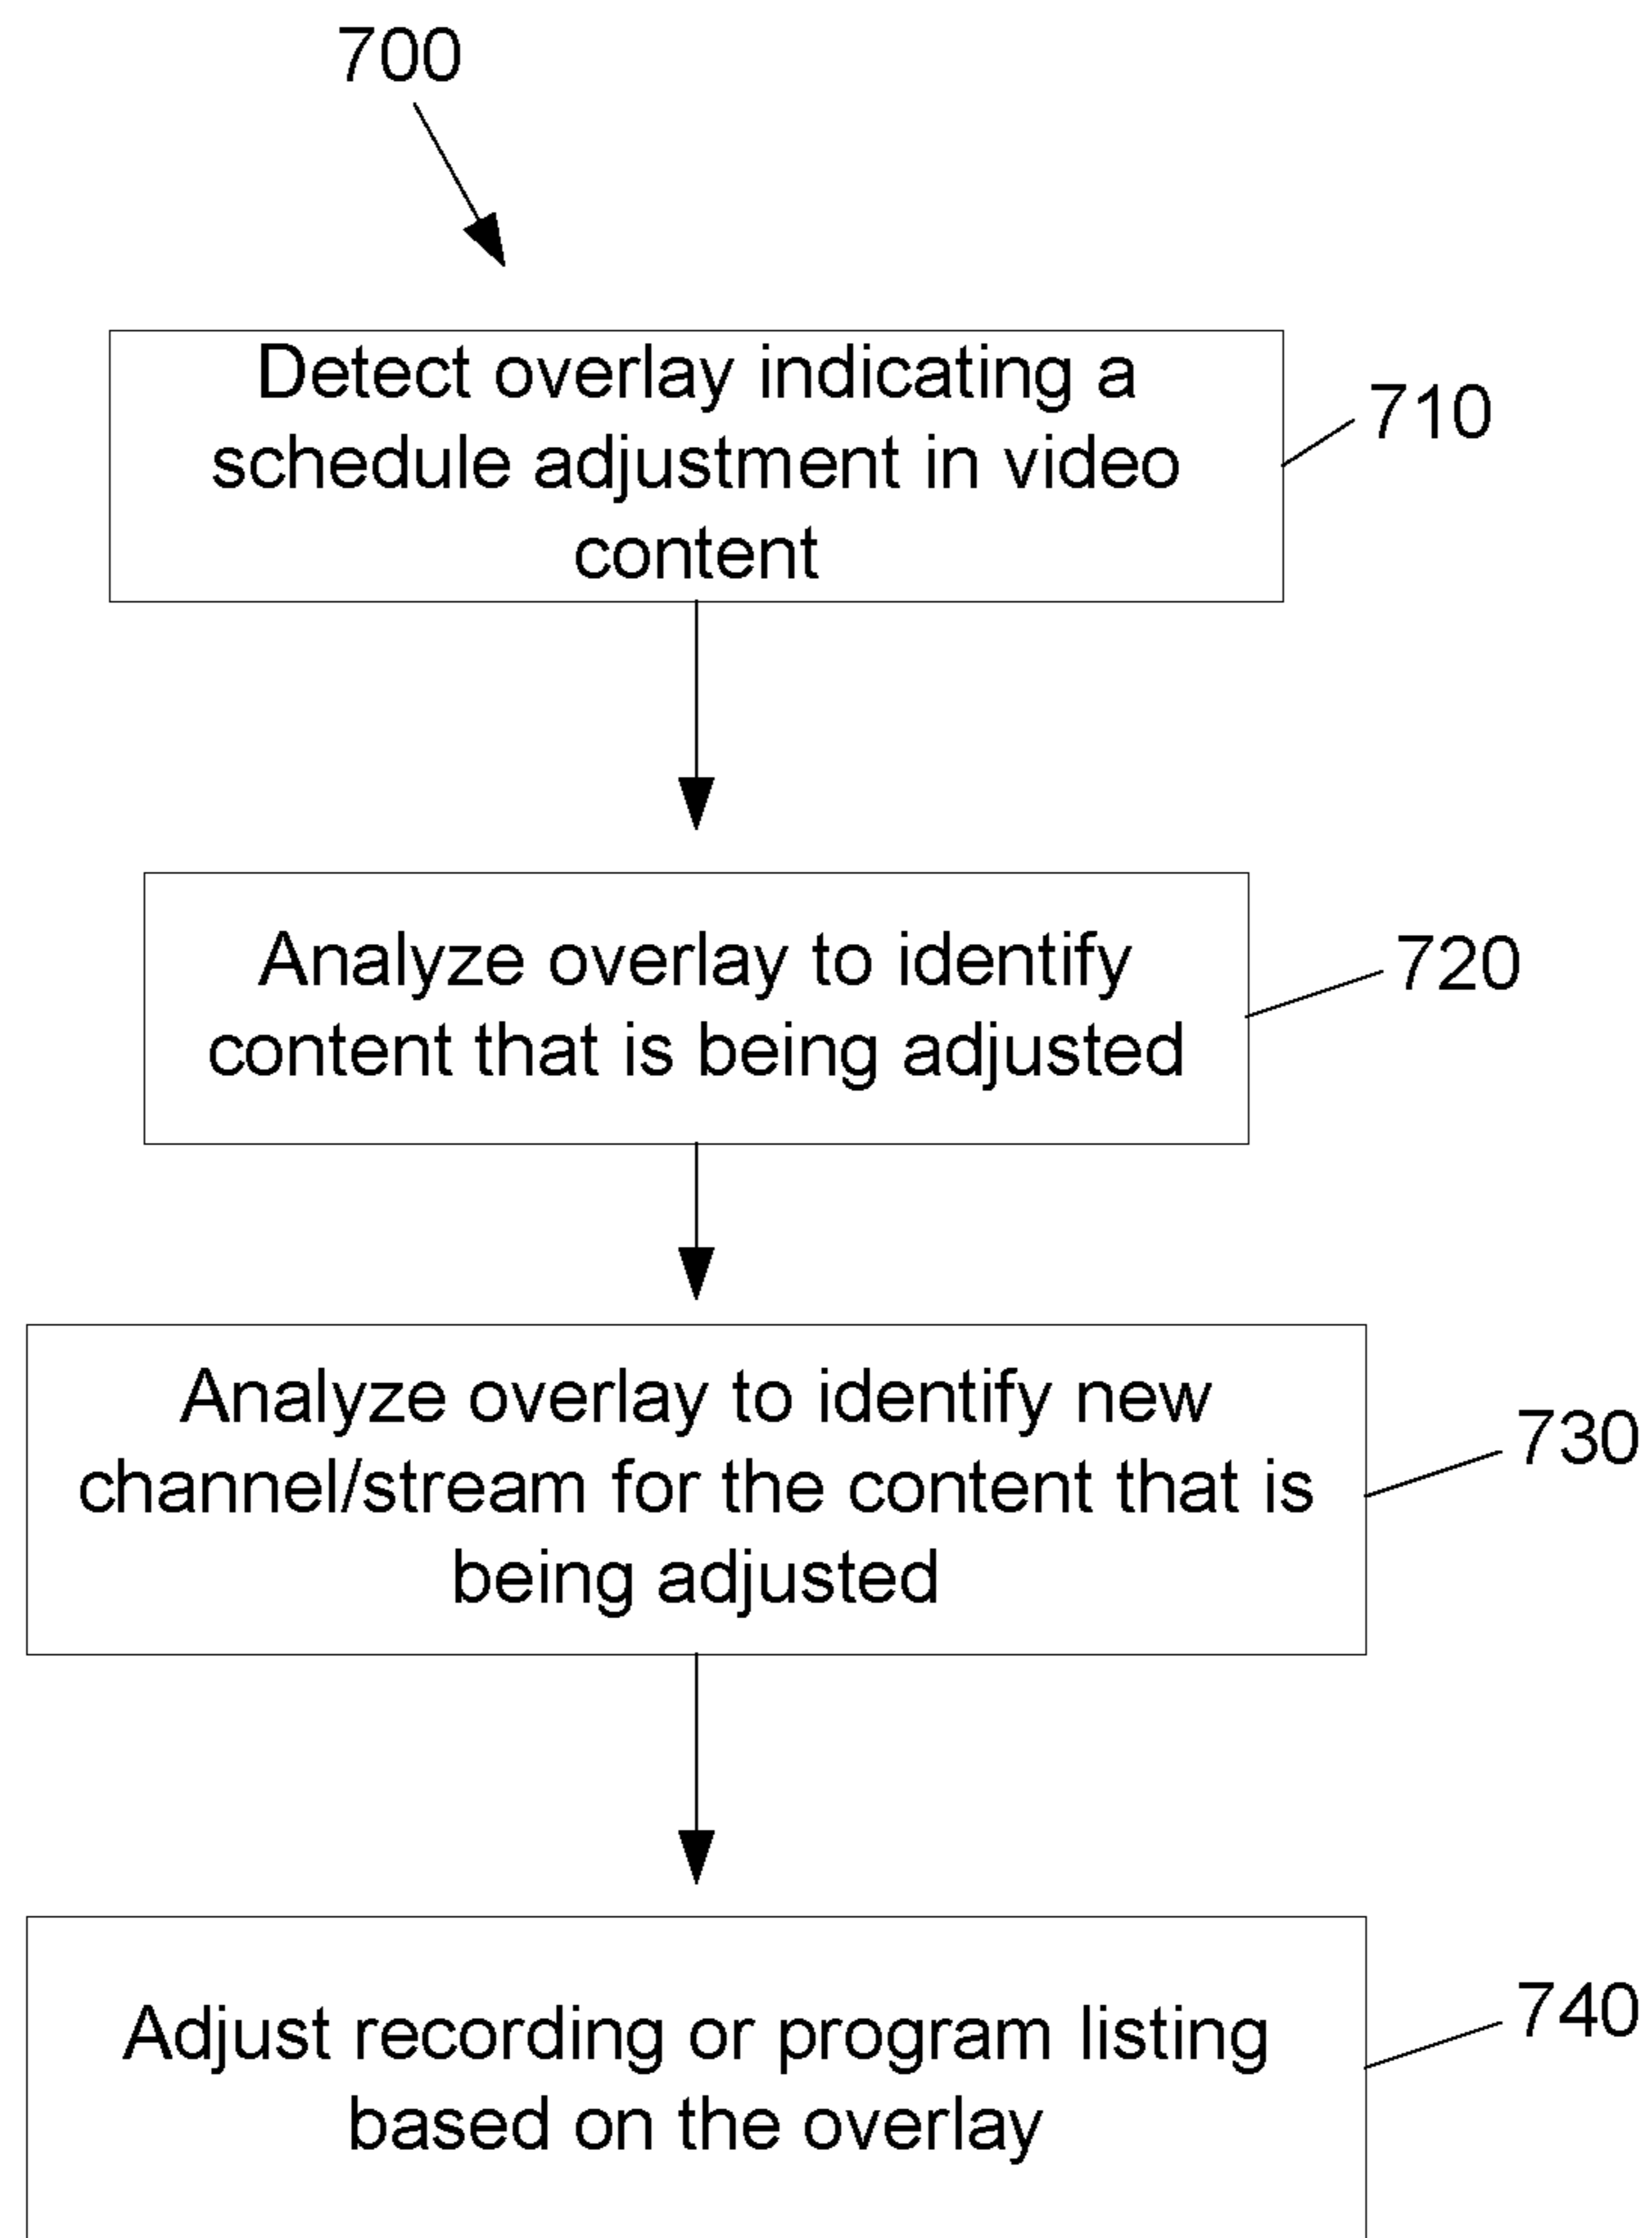 700
Detect overlay indicating a
schedule adjustment in video
content
710
Analyze overlay to identify
content that is being adjusted
720
Analyze overlay to identify new
channel/stream for the content that is
being adjusted
730
Adjust recording or program listing
based on the overlay
740